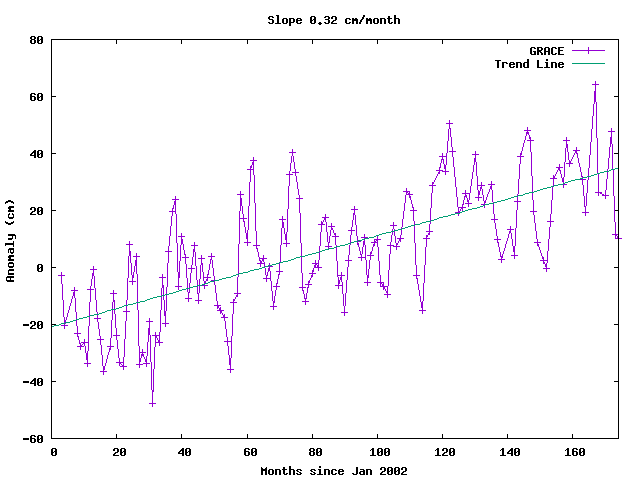 Slope 0.32 cm/month
GRACE
Trend Line
80
60
40
20
0
-20
-40
-60
Anomaly (cm)
0 20 40 60 80 100 120 140 160
Months since Jan 2002